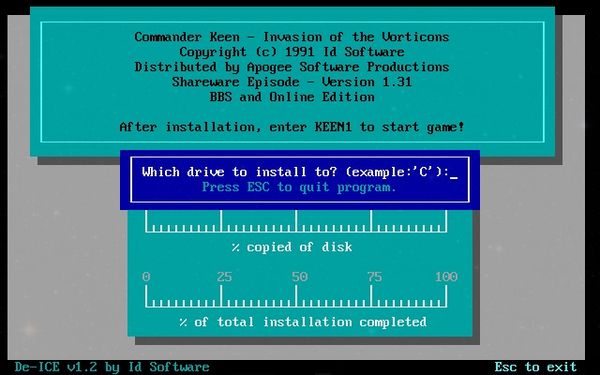 Commander Keen - Invasion of the Vorticons
Copyright (c) 1991 Id Software
Distributed by Apogee Software Productions
Shareware Episode - Version 1.31
BBS and Online Edition
After installation, enter KEEN1 to start game!
Which drive to install to? (example:'C'):_
Press ESC to quit program.
% copied of disk
0 25 50 75 100
% of total installation completed
De-ICE v1.2 by Id Software
Esc to exit